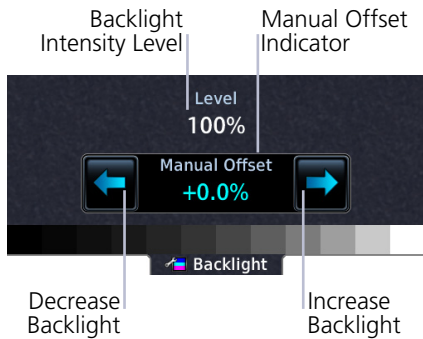 Backlight
Intensity Level
Manual Offset
Indicator
Level
100%
Manual Offset
+0.0%
Backlight
Decrease
Backlight
Increase
Backlight